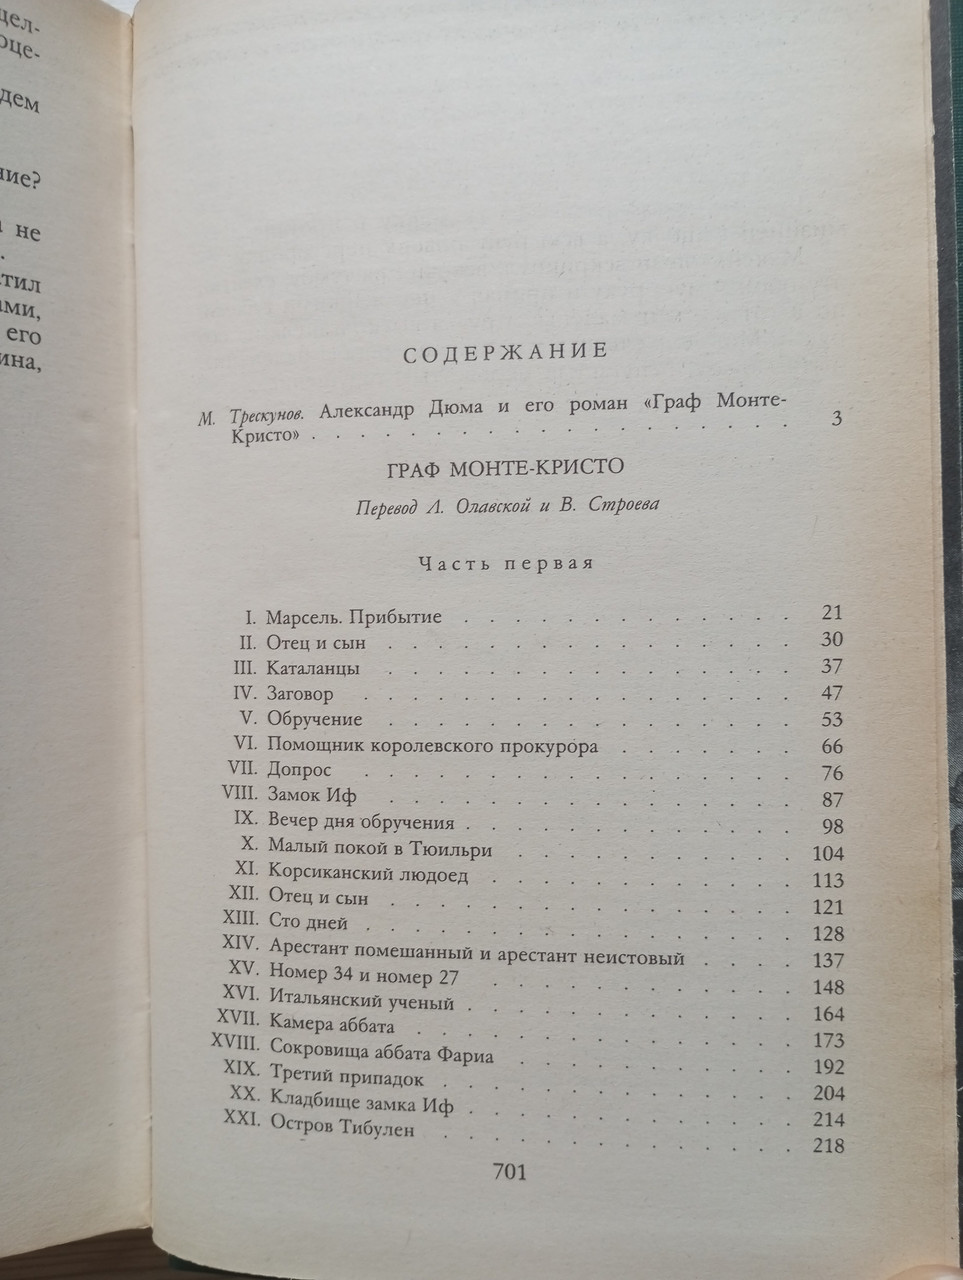 не
его
СОДЕРЖАНИЕ
М. Трескунов. Александр Дюма и его роман «Граф Монте-
Кристо» . . . . . . . . . . . . . . . . . . 3
ГРАФ МОНТЕ-КРИСТО
Перевод Л. Олавской и В. Строева
Часть первая
I. Марсель. Прибытие . . . . . . . . . . . . . 21
II. Отец и сын . . . . . . . . . . . . . . . . 30
III. Каталанцы . . . . . . . . . . . . . . . . 37
IV. Заговор . . . . . . . . . . . . . . . . . 47
V. Обручение . . . . . . . . . . . . . . . . 53
VI. Помощник королевского прокурора . . . . . . . 66
VII. Допрос . . . . . . . . . . . . . . . . . 76
VIII. Замок Иф . . . . . . . . . . . . . . . . 87
IX. Вечер дня обручения . . . . . . . . . . . . . 98
X. Малый покой в Тюильри . . . . . . . . . . . 104
XI. Корсиканский людоед . . . . . . . . . . . . 113
XII. Отец и сын . . . . . . . . . . . . . . . . 121
XIII. Сто дней . . . . . . . . . . . . . . . . . 128
XIV. Арестант помешанный и арестант неистовый . . . . 137
XV. Номер 34 и номер 27 . . . . . . . . . . . . 148
XVI. Итальянский ученый . . . . . . . . . . . . . 164
XVII. Камера аббата . . . . . . . . . . . . . . . 173
XVIII. Сокровища аббата Фариа . . . . . . . . . . . 192
XIX. Третий припадок . . . . . . . . . . . . . . 204
XX. Кладбище замка Иф . . . . . . . . . . . . . 214
XXI. Остров Тибулен . . . . . . . . . . . . . . 218
701